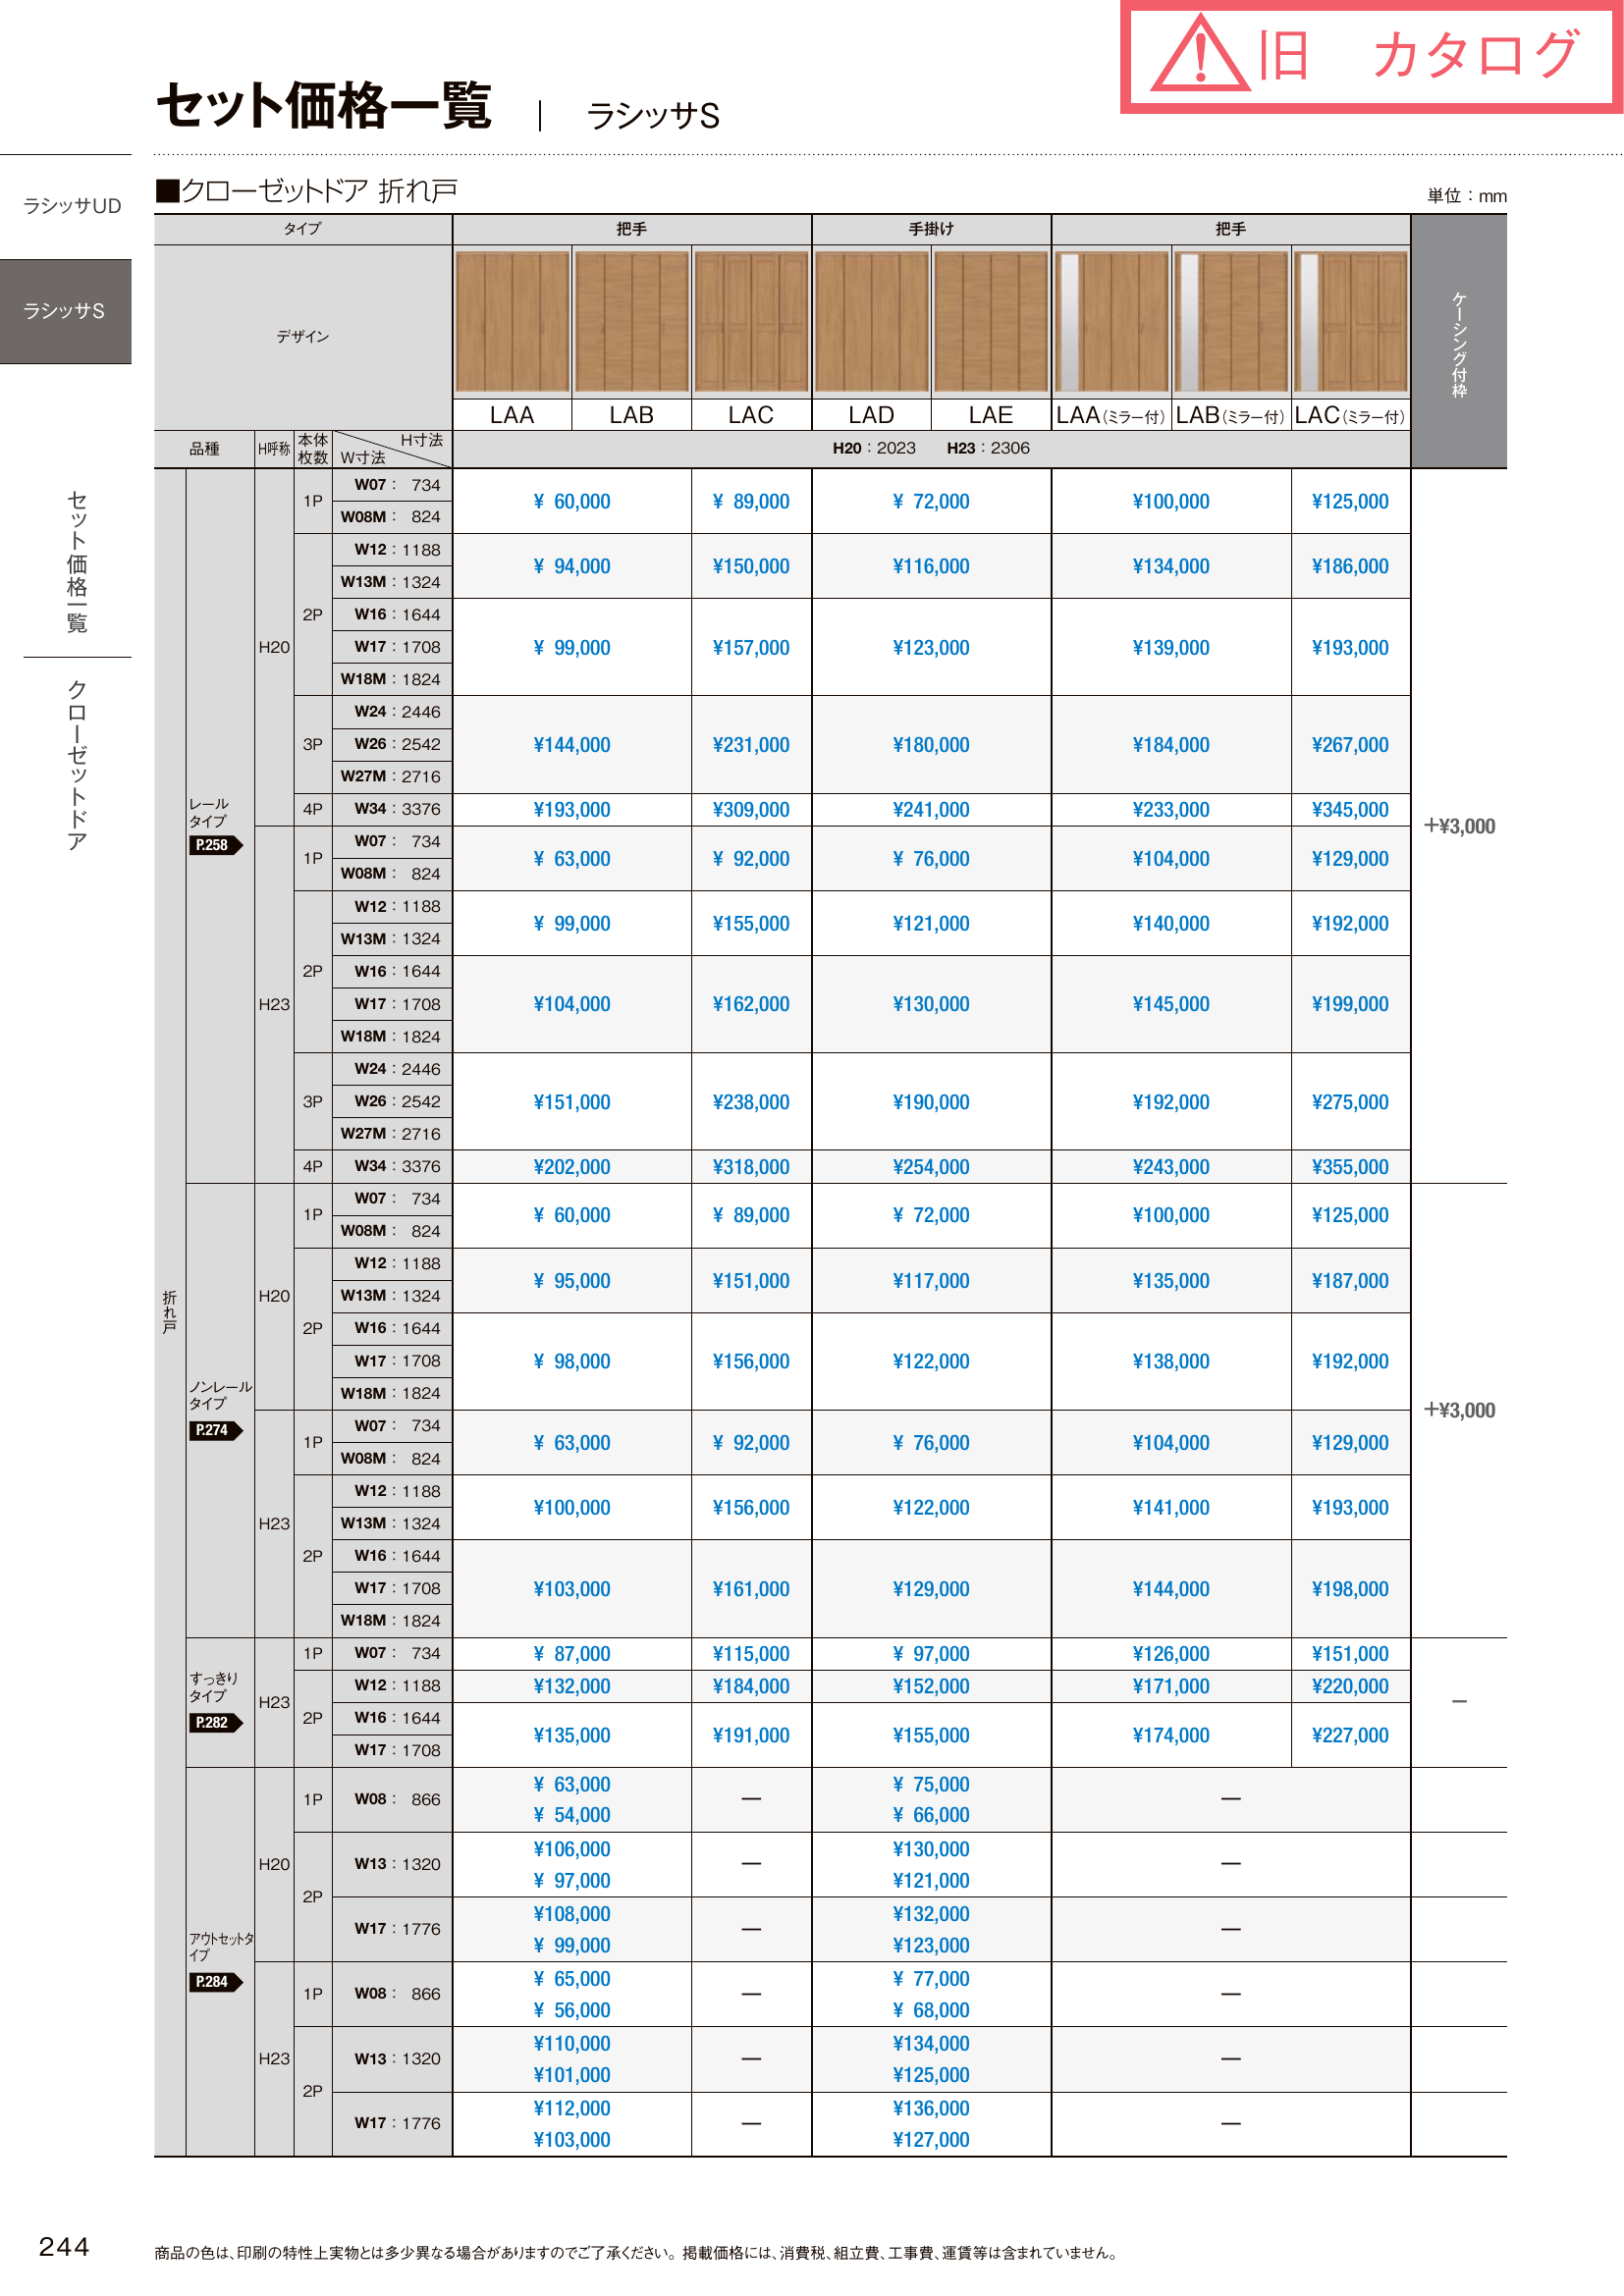 旧　カタログ
セット価格一覧 | ラシッサS
ラシッサUD
ラシッサS
セット価格一覧
クローゼットドア
■クローゼットドア 折れ戸
単位：mm
タイプ 把手 手掛け 把手 ケーシング付枠
デザイン
LAA LAB LAC LAD LAE LAA（ミラー付） LAB（ミラー付） LAC（ミラー付）
品種 H呼称 本体枚数 H寸法 W寸法 H20：2023 H23：2306
折れ戸
レールタイプ P.258 +¥3,000
H20 1P W07： 734 ¥ 60,000 ¥ 89,000 ¥ 72,000 ¥100,000 ¥125,000
W08M： 824
2P W12：1188 ¥ 94,000 ¥150,000 ¥116,000 ¥134,000 ¥186,000
W13M：1324
W16：1644
W17：1708 ¥ 99,000 ¥157,000 ¥123,000 ¥139,000 ¥193,000
W18M：1824
3P W24：2446
W26：2542 ¥144,000 ¥231,000 ¥180,000 ¥184,000 ¥267,000
W27M：2716
4P W34：3376 ¥193,000 ¥309,000 ¥241,000 ¥233,000 ¥345,000
H23 1P W07： 734 ¥ 63,000 ¥ 92,000 ¥ 76,000 ¥104,000 ¥129,000
W08M： 824
2P W12：1188 ¥ 99,000 ¥155,000 ¥121,000 ¥140,000 ¥192,000
W13M：1324
W16：1644
W17：1708 ¥104,000 ¥162,000 ¥130,000 ¥145,000 ¥199,000
W18M：1824
3P W24：2446
W26：2542 ¥151,000 ¥238,000 ¥190,000 ¥192,000 ¥275,000
W27M：2716
4P W34：3376 ¥202,000 ¥318,000 ¥254,000 ¥243,000 ¥355,000
ノンレールタイプ P.274 +¥3,000
H20 1P W07： 734 ¥ 60,000 ¥ 89,000 ¥ 72,000 ¥100,000 ¥125,000
W08M： 824
2P W12：1188 ¥ 95,000 ¥151,000 ¥117,000 ¥135,000 ¥187,000
W13M：1324
W16：1644
W17：1708 ¥ 98,000 ¥156,000 ¥122,000 ¥138,000 ¥192,000
W18M：1824
H23 1P W07： 734 ¥ 63,000 ¥ 92,000 ¥ 76,000 ¥104,000 ¥129,000
W08M： 824
2P W12：1188 ¥100,000 ¥156,000 ¥122,000 ¥141,000 ¥193,000
W13M：1324
W16：1644
W17：1708 ¥103,000 ¥161,000 ¥129,000 ¥144,000 ¥198,000
W18M：1824
すっきりタイプ P.282 —
H23 1P W07： 734 ¥ 87,000 ¥115,000 ¥ 97,000 ¥126,000 ¥151,000
2P W12：1188 ¥132,000 ¥184,000 ¥152,000 ¥171,000 ¥220,000
W16：1644 ¥135,000 ¥191,000 ¥155,000 ¥174,000 ¥227,000
W17：1708
アウトセットタイプ P.284
H20 1P W08： 866 ¥ 63,000 — ¥ 75,000 —
¥ 54,000 ¥ 66,000
2P W13：1320 ¥106,000 — ¥130,000 —
¥ 97,000 ¥121,000
W17：1776 ¥108,000 — ¥132,000 —
¥ 99,000 ¥123,000
H23 1P W08： 866 ¥ 65,000 — ¥ 77,000 —
¥ 56,000 ¥ 68,000
2P W13：1320 ¥110,000 — ¥134,000 —
¥101,000 ¥125,000
W17：1776 ¥112,000 — ¥136,000 —
¥103,000 ¥127,000
244
商品の色は、印刷の特性上実物とは多少異なる場合がありますのでご了承ください。掲載価格には、消費税、組立費、工事費、運賃等は含まれていません。